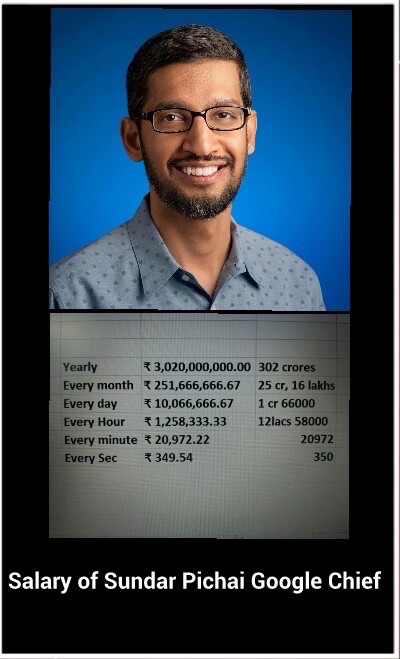 Yearly ₹ 3,020,000,000.00 302 crores
Every month ₹ 251,666,666.67 25 cr, 16 lakhs
Every day ₹ 10,066,666.67 1 cr 66000
Every Hour ₹ 1,258,333.33 12lacs 58000
Every minute ₹ 20,972.22 20972
Every Sec ₹ 349.54 350
Salary of Sundar Pichai Google Chief